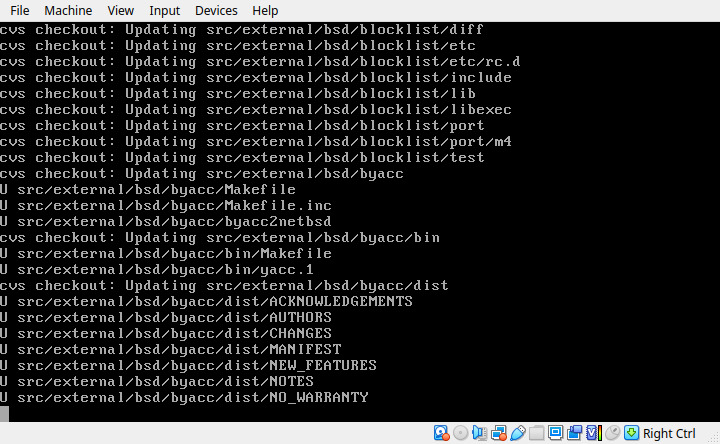 File Machine View Input Devices Help
cvs checkout: Updating src/external/bsd/blocklist/diff
cvs checkout: Updating src/external/bsd/blocklist/etc
cvs checkout: Updating src/external/bsd/blocklist/etc/rc.d
cvs checkout: Updating src/external/bsd/blocklist/include
cvs checkout: Updating src/external/bsd/blocklist/lib
cvs checkout: Updating src/external/bsd/blocklist/libexec
cvs checkout: Updating src/external/bsd/blocklist/port
cvs checkout: Updating src/external/bsd/blocklist/port/m4
cvs checkout: Updating src/external/bsd/blocklist/test
cvs checkout: Updating src/external/bsd/byacc
U src/external/bsd/byacc/Makefile
U src/external/bsd/byacc/Makefile.inc
U src/external/bsd/byacc/byacc2netbsd
cvs checkout: Updating src/external/bsd/byacc/bin
U src/external/bsd/byacc/bin/Makefile
U src/external/bsd/byacc/bin/yacc.1
cvs checkout: Updating src/external/bsd/byacc/dist
U src/external/bsd/byacc/dist/ACKNOWLEDGEMENTS
U src/external/bsd/byacc/dist/AUTHORS
U src/external/bsd/byacc/dist/CHANGES
U src/external/bsd/byacc/dist/MANIFEST
U src/external/bsd/byacc/dist/NEW_FEATURES
U src/external/bsd/byacc/dist/NOTES
U src/external/bsd/byacc/dist/NO_WARRANTY
Right Ctrl